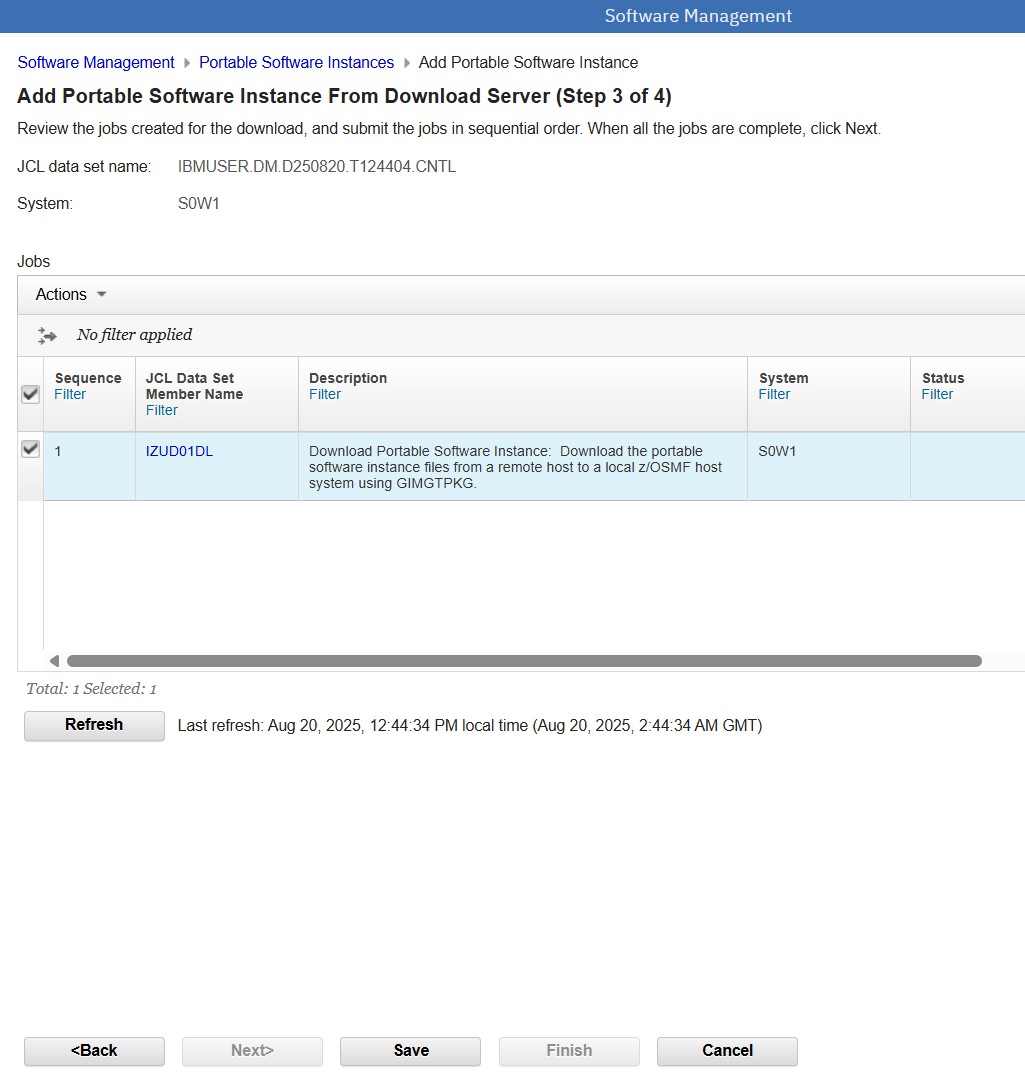 Software Management
Software Management Portable Software Instances Add Portable Software Instance
Add Portable Software Instance From Download Server (Step 3 of 4)
Review the jobs created for the download, and submit the jobs in sequential order. When all the jobs are complete, click Next.
JCL data set name: IBMUSER.DM.D250820.T124404.CNTL
System: S0W1
Jobs
Actions
No filter applied
Sequence
Filter
JCL Data Set
Member Name
Filter
Description
Filter
System
Filter
Status
Filter
1
IZUD01DL
Download Portable Software Instance: Download the portable
software instance files from a remote host to a local z/OSMF host
system using GIMGTPKG.
S0W1
Total: 1 Selected: 1
Refresh Last refresh: Aug 20, 2025, 12:44:34 PM local time (Aug 20, 2025, 2:44:34 AM GMT)
<Back Next> Save Finish Cancel